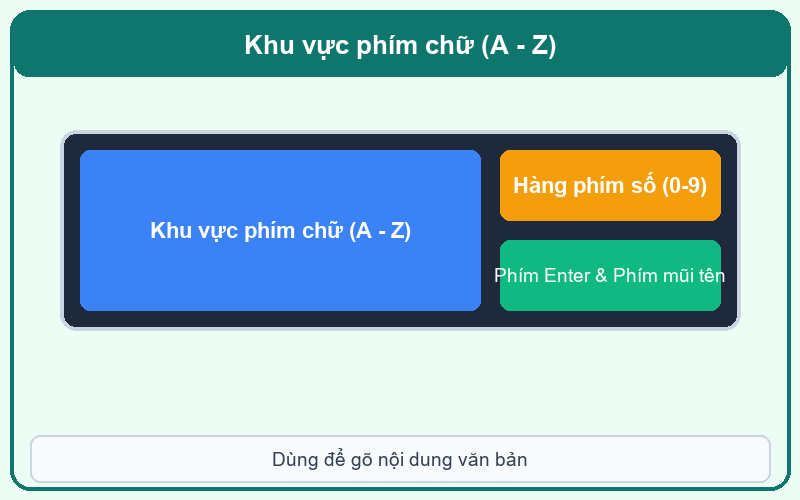 Khu vực phím chữ (A - Z)
Khu vực phím chữ (A - Z)
Hàng phím số (0-9)
Phím Enter & Phím mũi tên
Dùng để gõ nội dung văn bản